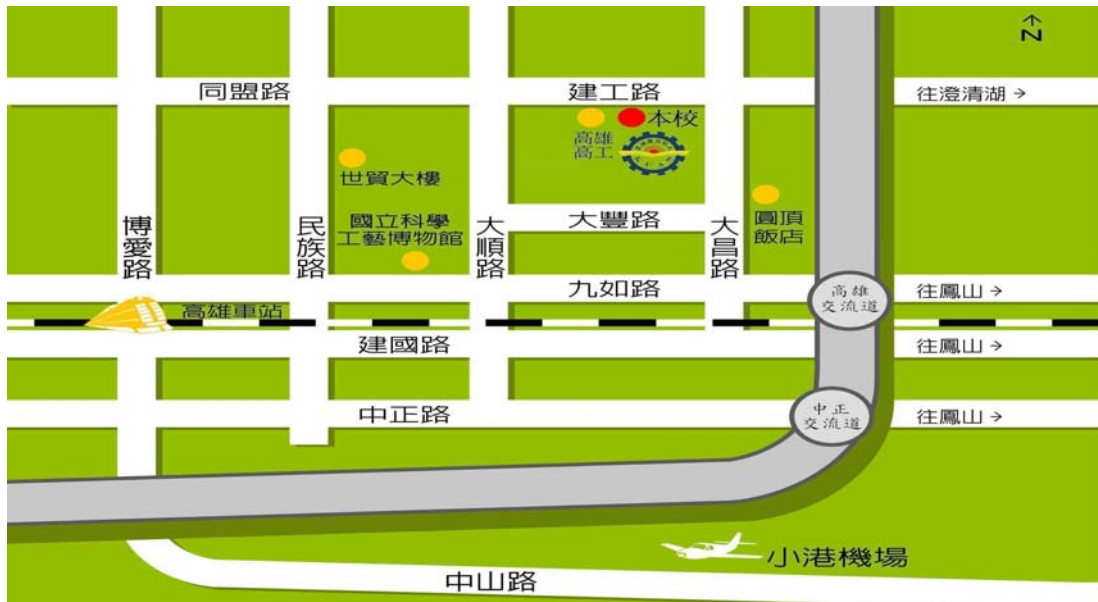 N
同盟路
建工路
往澄清湖
本校
高雄
高工
世貿大樓
國立科學
工藝博物館
大豐路
圓頂
飯店
博愛路
民族路
大順路
大昌路
九如路
高雄
交流道
往鳳山
高雄車站
建國路
往鳳山
中正路
中正
交流道
往鳳山
小港機場
中山路